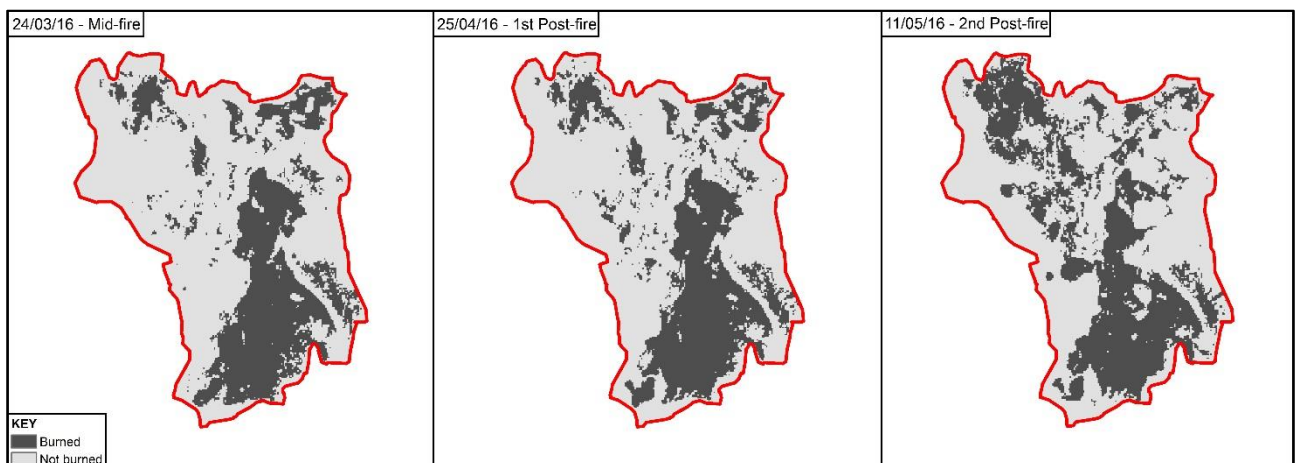 24/03/16 - Mid-fire
25/04/16 - 1st Post-fire
11/05/16 - 2nd Post-fire
KEY
Burned
Not burned